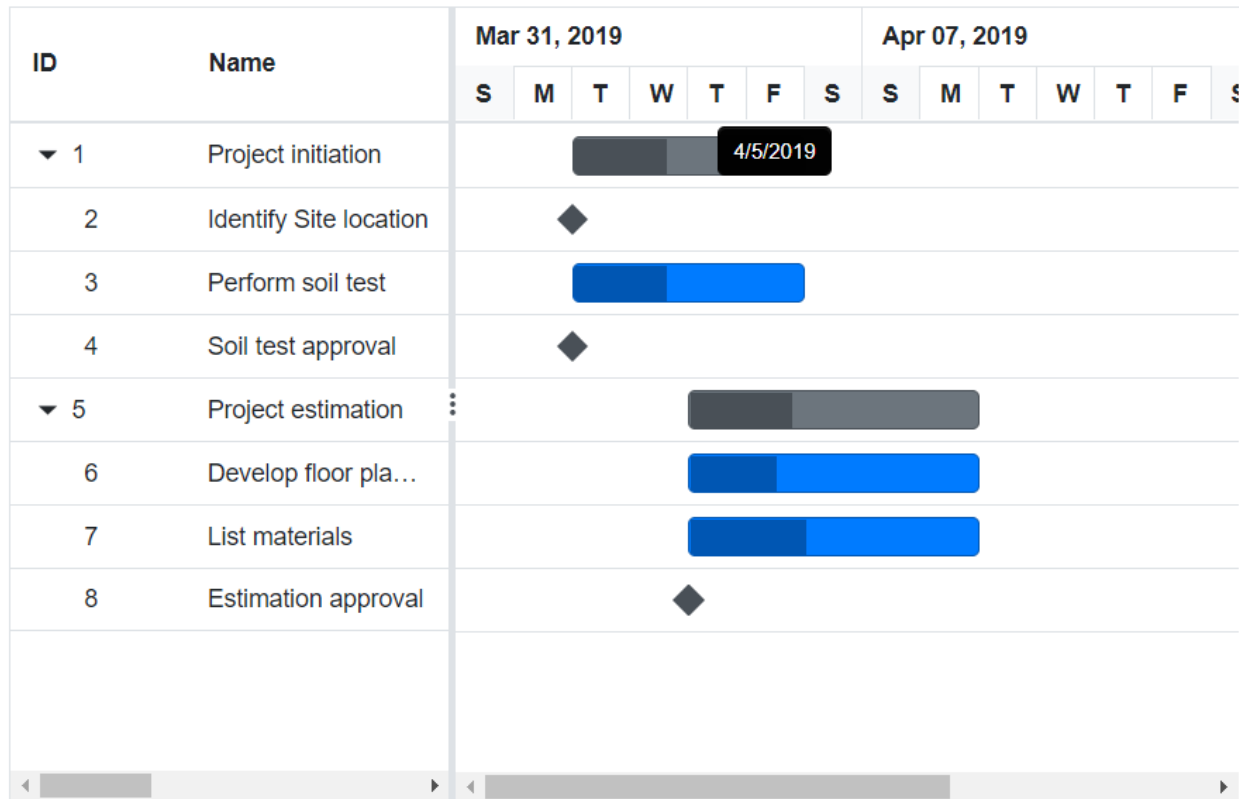 ID Name Mar 31, 2019 Apr 07, 2019
S M T W T F S S M T W T F S
1 Project initiation 4/5/2019
2 Identify Site location
3 Perform soil test
4 Soil test approval
5 Project estimation
6 Develop floor pla…
7 List materials
8 Estimation approval